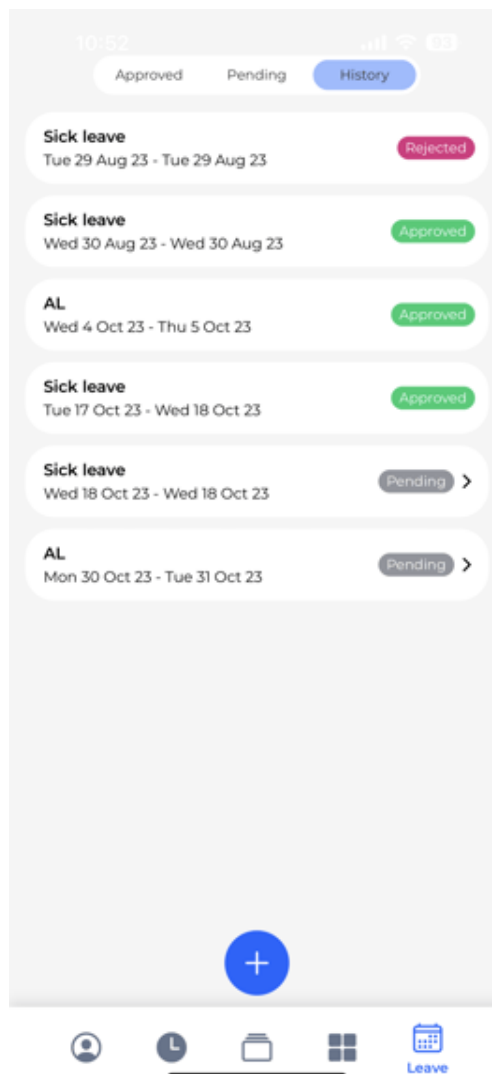 10:52
Approved Pending History
Sick leave
Tue 29 Aug 23 - Tue 29 Aug 23
Rejected
Sick leave
Wed 30 Aug 23 - Wed 30 Aug 23
Approved
AL
Wed 4 Oct 23 - Thu 5 Oct 23
Approved
Sick leave
Tue 17 Oct 23 - Wed 18 Oct 23
Approved
Sick leave
Wed 18 Oct 23 - Wed 18 Oct 23
Pending
AL
Mon 30 Oct 23 - Tue 31 Oct 23
Pending
Leave